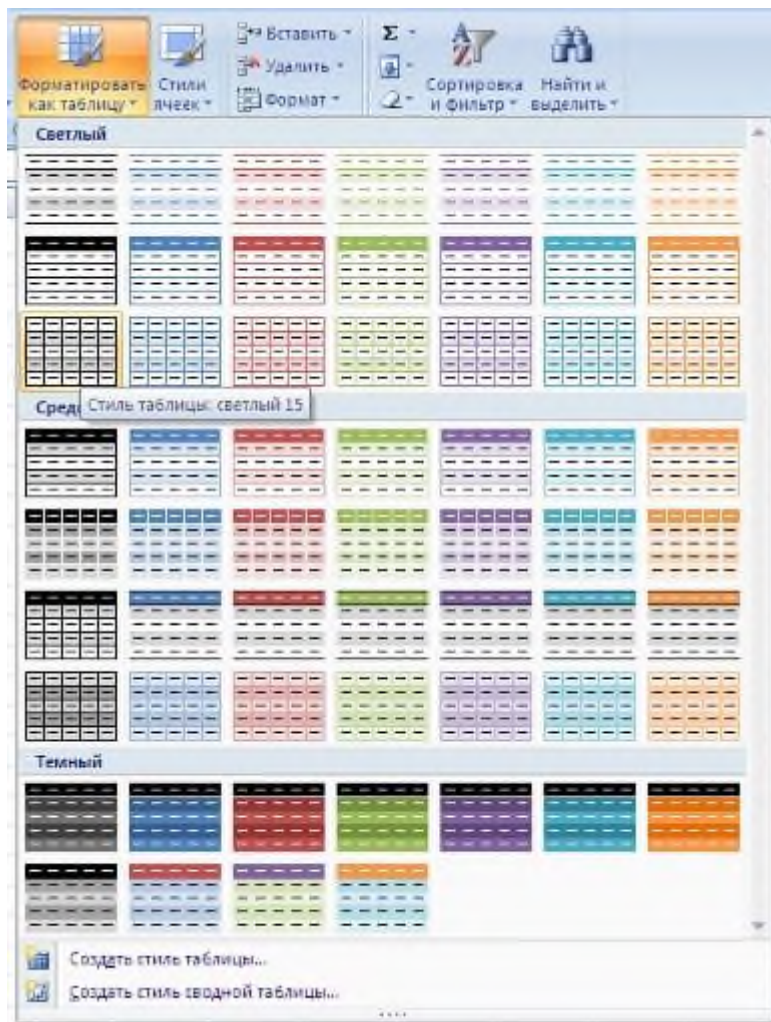 Вставить
Удалить
Формат
Форматировать
как таблицу
Стили
ячеек
Σ
Сортировка
и фильтр
Найти и
выделить
Светлый
Стиль таблицы: светлый 15
Сред
Темный
Создать стиль таблицы...
Создать стиль сводной таблицы...